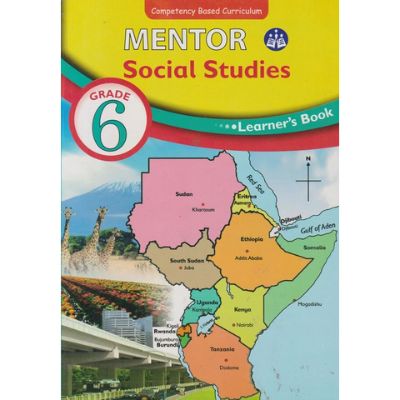 Competency Based Curriculum
MENTOR
Social Studies
GRADE
6
Learner's Book
N
Red Sea
Sudan
Khartoum
Eritrea
Asmara
Djibouti
Djibouti
Gulf of Aden
Ethiopia
Addis Ababa
Somalia
South Sudan
Juba
Uganda
Kampala
Kenya
Nairobi
Mogadishu
Kigali
Rwanda
Bujumbura
Burundi
Tanzania
Dodoma